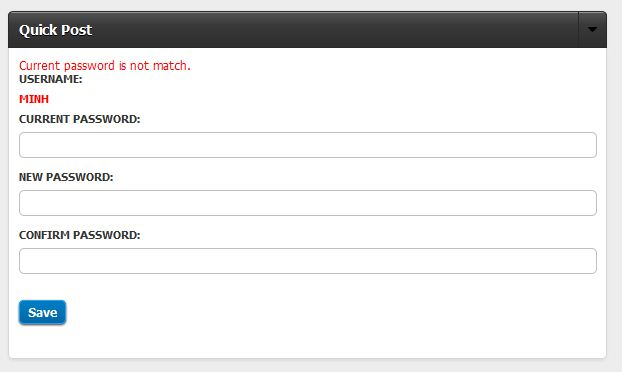 Quick Post
Current password is not match.
USERNAME:
MINH
CURRENT PASSWORD:
NEW PASSWORD:
CONFIRM PASSWORD:
Save